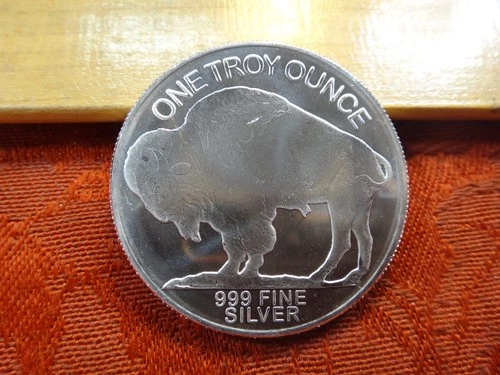 ONE TROY OUNCE
999 FINE
SILVER